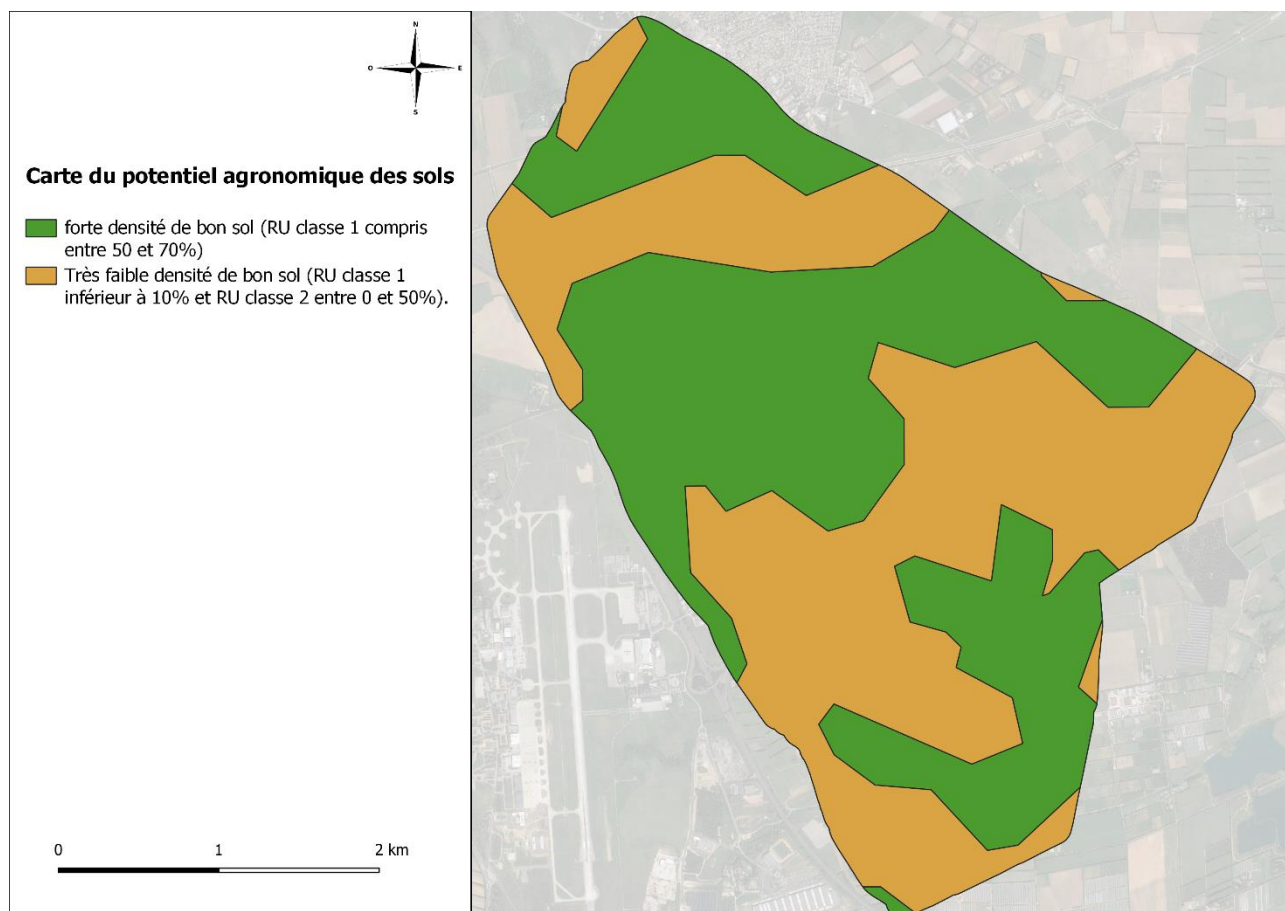 N
O
E
S
Carte du potentiel agronomique des sols
forte densité de bon sol (RU classe 1 compris
entre 50 et 70%)
Très faible densité de bon sol (RU classe 1
inférieur à 10% et RU classe 2 entre 0 et 50%).
0 1 2 km